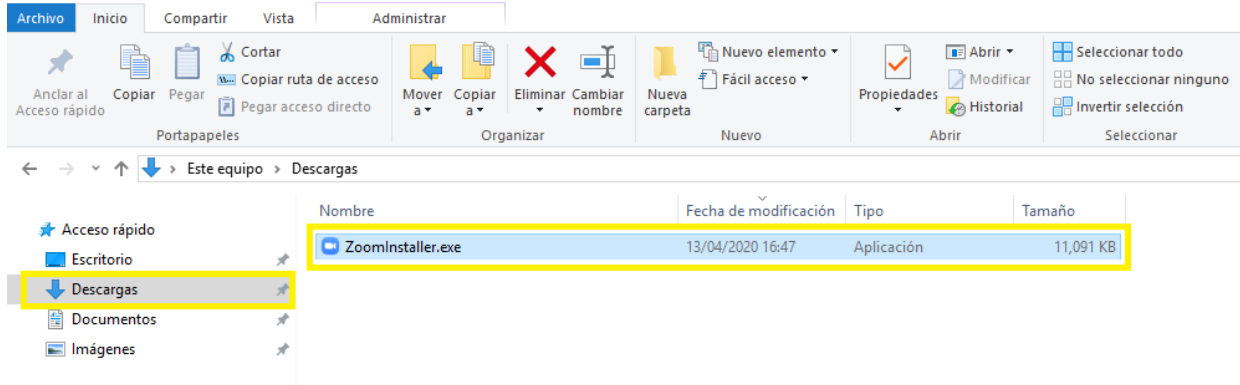 Archivo Inicio Compartir Vista Administrar
Anclar al
Acceso rápido
Copiar
Pegar
Cortar
Copiar ruta de acceso
Pegar acceso directo
Portapapeles
Mover
a
Copiar
a
Eliminar
Cambiar
nombre
Organizar
Nueva
carpeta
Nuevo elemento
Fácil acceso
Nuevo
Propiedades
Abrir
Modificar
Historial
Abrir
Seleccionar todo
No seleccionar ninguno
Invertir selección
Seleccionar
Este equipo > Descargas
Nombre Fecha de modificación Tipo Tamaño
ZoomInstaller.exe 13/04/2020 16:47 Aplicación 11,091 KB
Acceso rápido
Escritorio
Descargas
Documentos
Imágenes